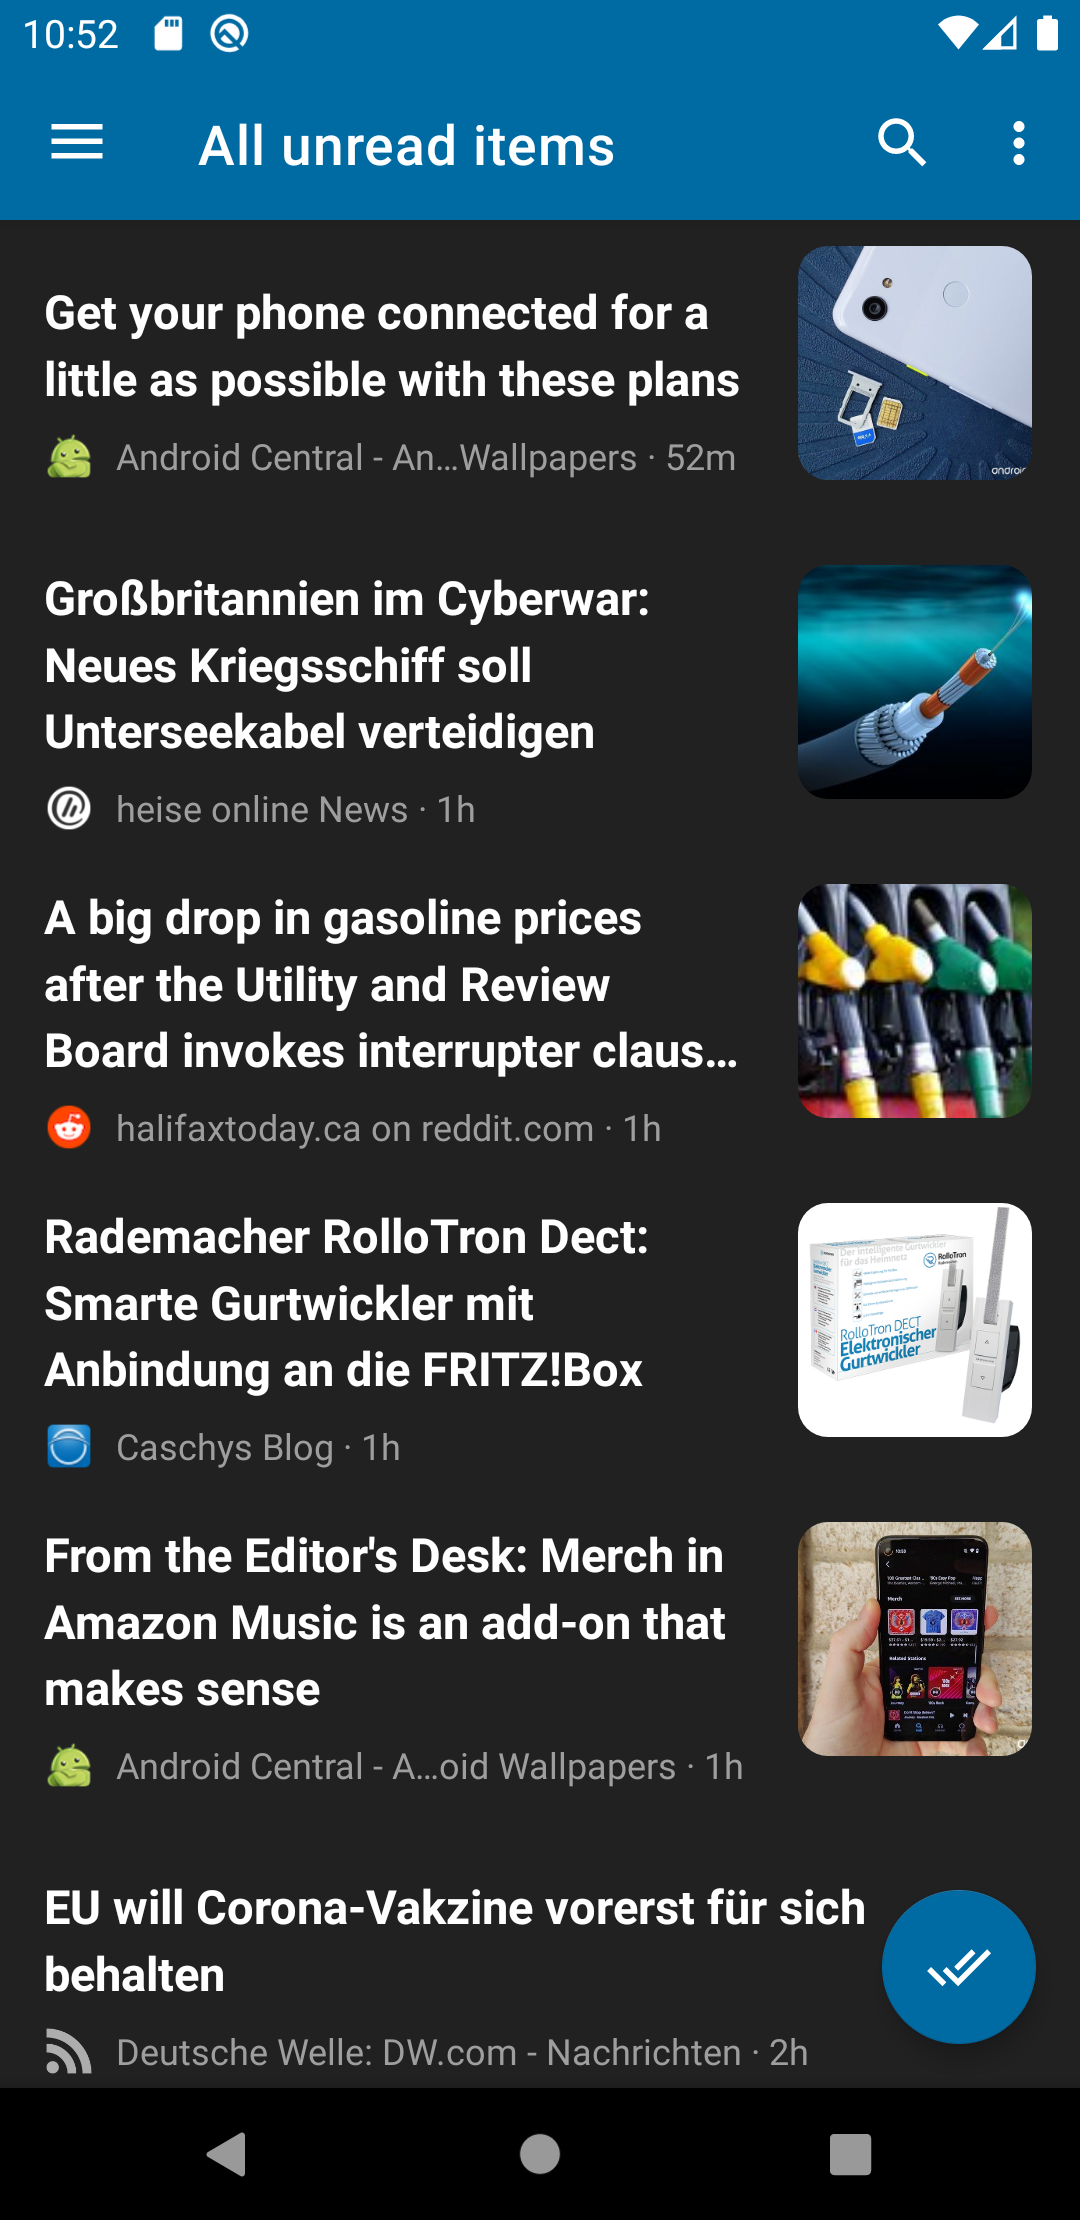 10:52
All unread items
Get your phone connected for a
little as possible with these plans
Android Central - An…Wallpapers · 52m
androi
Großbritannien im Cyberwar:
Neues Kriegsschiff soll
Unterseekabel verteidigen
heise online News · 1h
A big drop in gasoline prices
after the Utility and Review
Board invokes interrupter claus…
halifaxtoday.ca on reddit.com · 1h
Rademacher RolloTron Dect:
Smarte Gurtwickler mit
Anbindung an die FRITZ!Box
Caschys Blog · 1h
Der intelligente Gurtwickler
für das Heimnetz
RolloTron
RolloTron DECT
Elektronischer
Gurtwickler
From the Editor's Desk: Merch in
Amazon Music is an add-on that
makes sense
Android Central - A…oid Wallpapers · 1h
Merch
Related Stations
EU will Corona-Vakzine vorerst für sich
behalten
Deutsche Welle: DW.com - Nachrichten · 2h